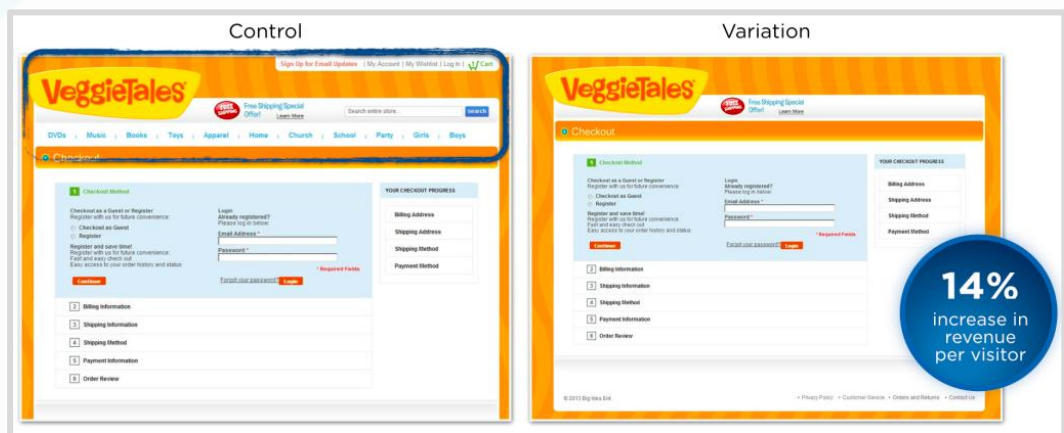 Control
Sign Up for Email Updates | My Account | My Wishlist | Log In | 1 Cart
VeggieTales
FREE SHIPPING
Free Shipping Special
Offer! Learn More
Search entire store...
search
DVDs Music Books Toys Apparel Home Church School Party Girls Boys
Checkout
1 Checkout Method
Checkout as a Guest or Register
Register with us for future convenience:
Checkout as Guest
Register
Register and save time!
Register with us for future convenience:
Fast and easy check out
Easy access to your order history and status
Continue
Login
Already registered?
Please log in below:
Email Address *
Password *
* Required Fields
Forgot your password? Login
2 Billing Information
3 Shipping Information
4 Shipping Method
5 Payment Information
6 Order Review
YOUR CHECKOUT PROGRESS
Billing Address
Shipping Address
Shipping Method
Payment Method
Variation
VeggieTales
FREE SHIPPING
Free Shipping Special
Offer! Learn More
Checkout
1 Checkout Method
Checkout as a Guest or Register
Register with us for future convenience:
Checkout as Guest
Register
Register and save time!
Register with us for future convenience:
Fast and easy check out
Easy access to your order history and status
Continue
Login
Already registered?
Please log in below:
Email Address *
Password *
* Required Fields
Forgot your password? Login
2 Billing Information
3 Shipping Information
4 Shipping Method
5 Payment Information
6 Order Review
YOUR CHECKOUT PROGRESS
Billing Address
Shipping Address
Shipping Method
Payment Method
14%
increase in
revenue
per visitor
© 2013 Big Idea Ent.
• Privacy Policy • Customer Service • Orders and Returns • Contact Us